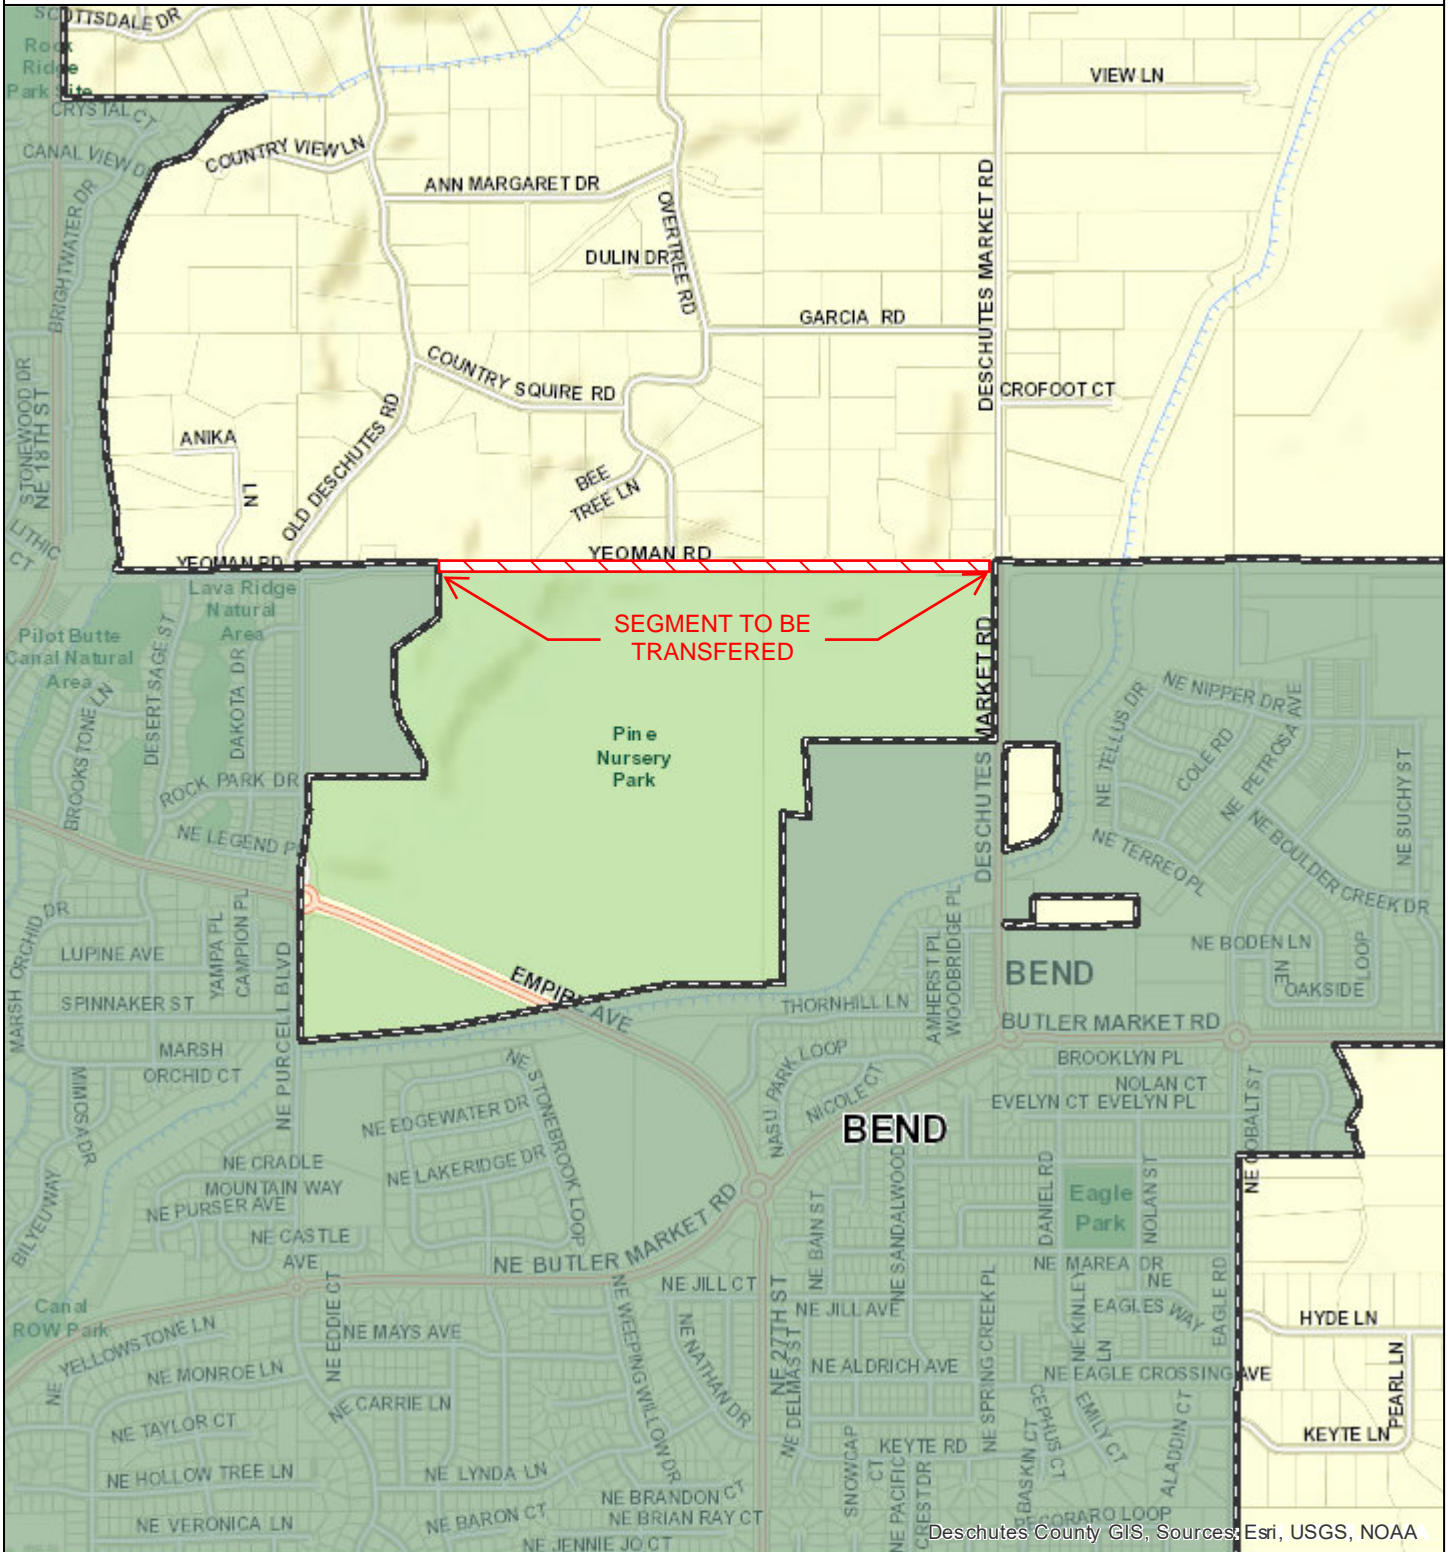 SCOTTSDALE DR
Rock
Ridge
Park Site
CRYSTAL CT
CANAL VIEW D
COUNTRY VIEW LN
VIEW LN
ANN MARGARET DR
BRIGHTWATER DR
OVERTREE RD
DULIN DR
DESCHUTES MARKET RD
GARCIA RD
COUNTRY SQUIRE RD
CROFOOT CT
STONEWOOD DR
NE 18TH ST
ANIKA
LN
OLD DESCHUTES RD
BEE
TREE LN
LITHIC
CT
YEOMAN RD
YEOMAN RD
Lava Ridge
Natural
Area
SEGMENT TO BE
TRANSFERED
Pilot Butte
Canal Natural
Area
DESERT SAGE ST
DAKOTA DR
BROOKSTONE LN
MARKET RD
DESCHUTES
Pine
Nursery
Park
NE NIPPER DR
NE TELLUS DR
COLE RD
NE PETROSA AVE
NE SUCHY ST
ROCK PARK DR
NE LEGEND P
NE TERREO PL
NE BOULDER CREEK DR
MARSH ORCHID DR
LUPINE AVE
YAMPA PL
CAMPION PL
SPINNAKER ST
NE PURCELL BLVD
EMPIRE AVE
AMHERST PL
WOODBRIDGE PL
THORNHILL LN
BEND
NE BODEN LN
NE
OAKSIDE
LOOP
BUTLER MARKET RD
MARSH
ORCHID CT
MIMOSA DR
BROOKLYN PL
NOLAN CT
EVELYN CT EVELYN PL
NE STONEBROOK LOOP
NASU PARK LOOP
NICOLE CT
NE EDGEWATER DR
NE LAKERIDGE DR
BEND
NE COBALT ST
NE CRADLE
MOUNTAIN WAY
NE PURSER AVE
NE CASTLE
AVE
BILYEU WAY
NE BUTLER MARKET RD
NE BAIN ST
NE SANDALWOOD
DANIEL RD
Eagle
Park
NOLAN ST
NE MAREA DR
NE
EAGLES WAY
EAGLE RD
Canal
ROW Park
NE EDDIE CT
NE JILL CT
NE JILL AVE
NE 27TH ST
NE DELMAS ST
NE SPRING CREEK PL
NE KINLEY
LN
HYDE LN
NE YELLOWSTONE LN
NE MAYS AVE
NE WEEPING WILLOW DR
NE NATHAN DR
NE ALDRICH AVE
NE EAGLE CROSSING AVE
PEARL LN
NE MONROE LN
NE CARRIE LN
NE TAYLOR CT
KEYTE RD
CEPHUS CT
EMILY CT
ALADDIN CT
KEYTE LN
NE HOLLOW TREE LN
NE LYNDA LN
NE BRANDON CT
SNOWCAP
CT
NE PACIFIC
CREST DR
BASKIN CT
NE VERONICA LN
NE BARON CT
NE BRIAN RAY CT
PECORARO LOOP
NE JENNIE JO CT
Deschutes County GIS, Sources: Esri, USGS, NOAA